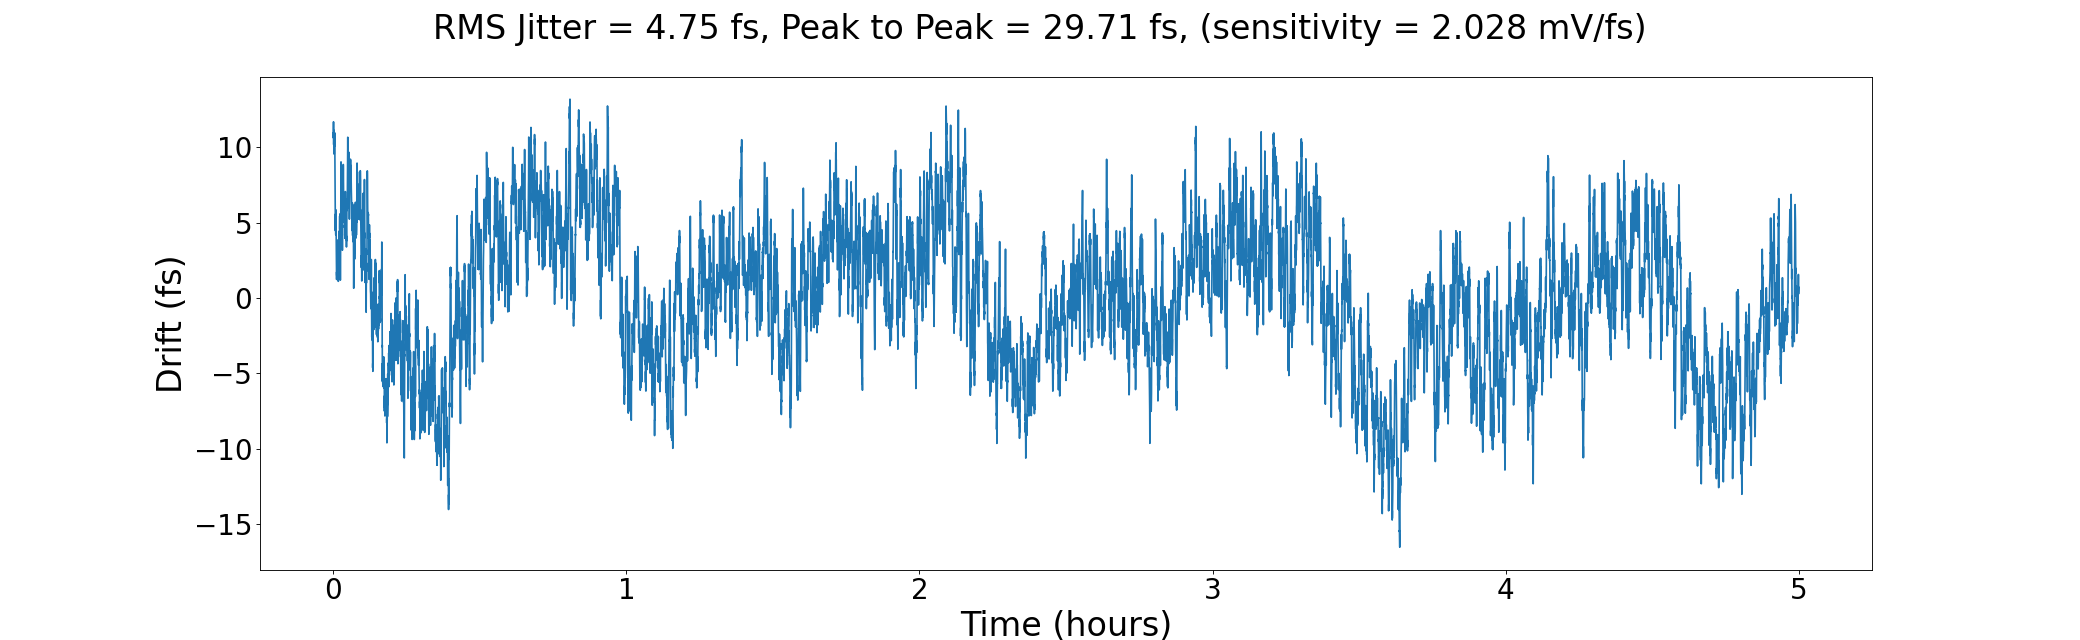 RMS Jitter = 4.75 fs, Peak to Peak = 29.71 fs, (sensitivity = 2.028 mV/fs)
Drift (fs)
10
5
0
−5
−10
−15
0 1 2 3 4 5
Time (hours)